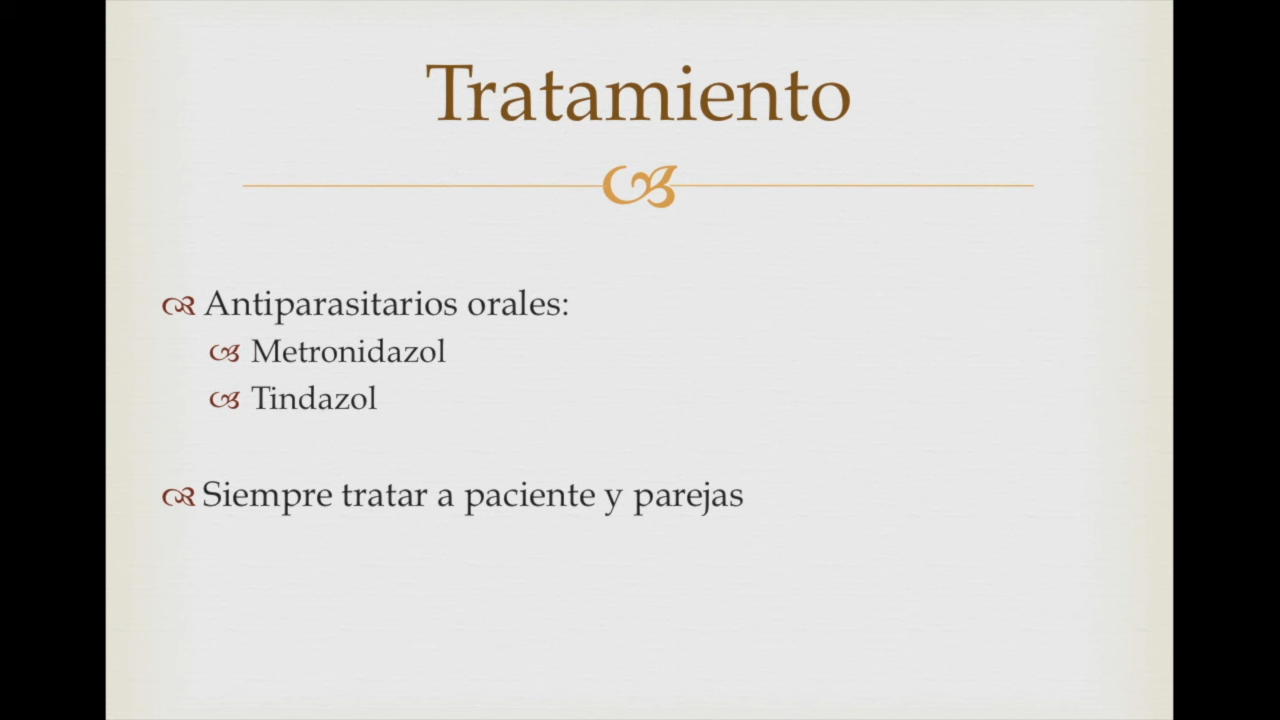 Tratamiento
Antiparasitarios orales:
Metronidazol
Tindazol
Siempre tratar a paciente y parejas